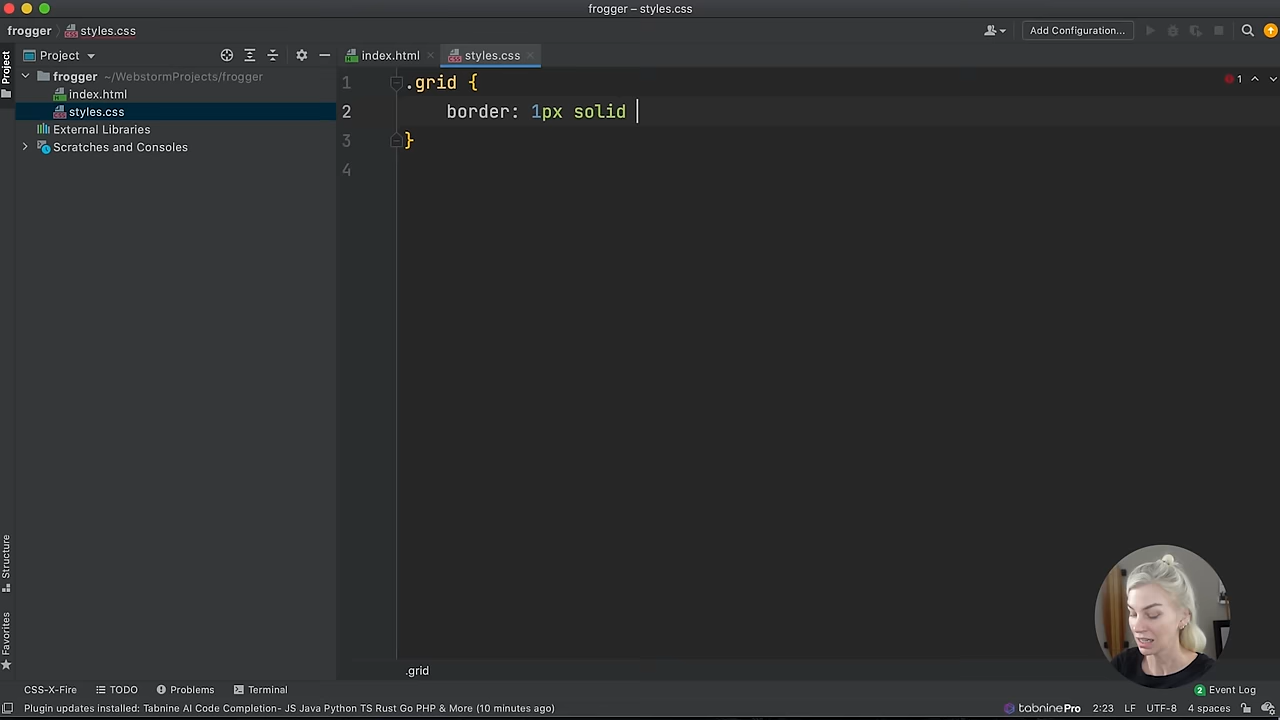 frogger – styles.css
frogger
styles.css
Add Configuration...
Project
Project
index.html
styles.css
frogger ~/WebstormProjects/frogger
index.html
styles.css
External Libraries
Scratches and Consoles
1
.grid {
1
2
border: 1px solid
3
}
4
Structure
Favorites
.grid
CSS-X-Fire
TODO
Problems
Terminal
2
Event Log
Plugin updates installed: Tabnine AI Code Completion- JS Java Python TS Rust Go PHP & More (10 minutes ago)
tabninePro
2:23
LF
UTF-8
4 spaces